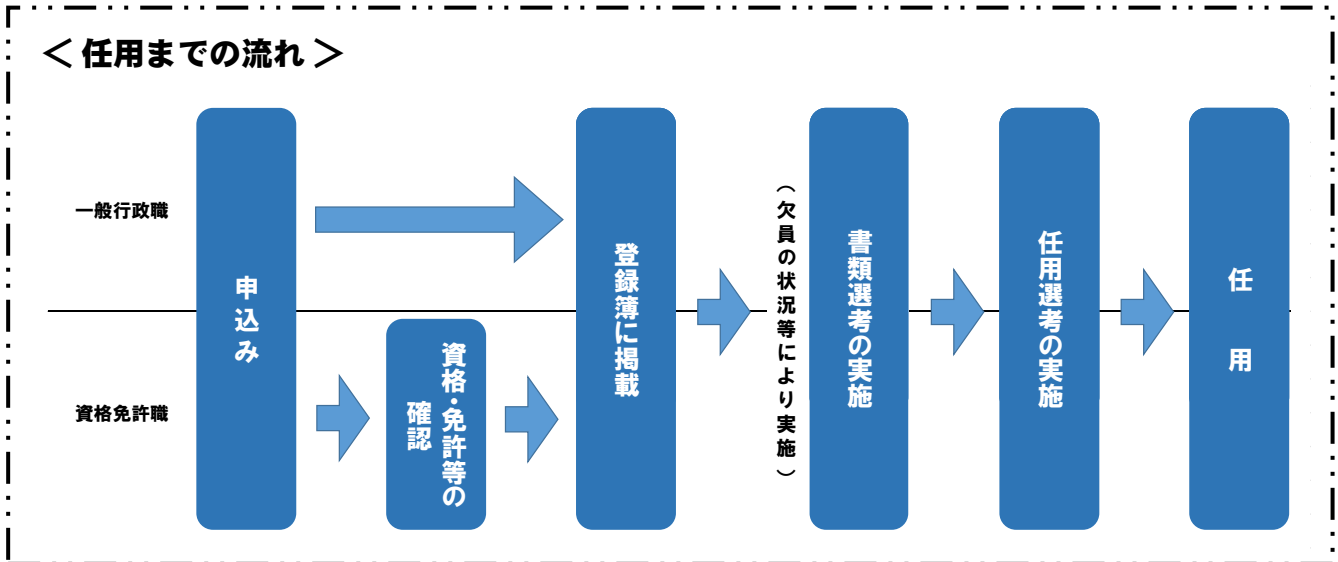 ＜任用までの流れ＞
一般行政職
資格免許職
申込み
資格・免許等の
確認
登録簿に掲載
（欠員の状況等により実施）
書類選考の実施
任用選考の実施
任用